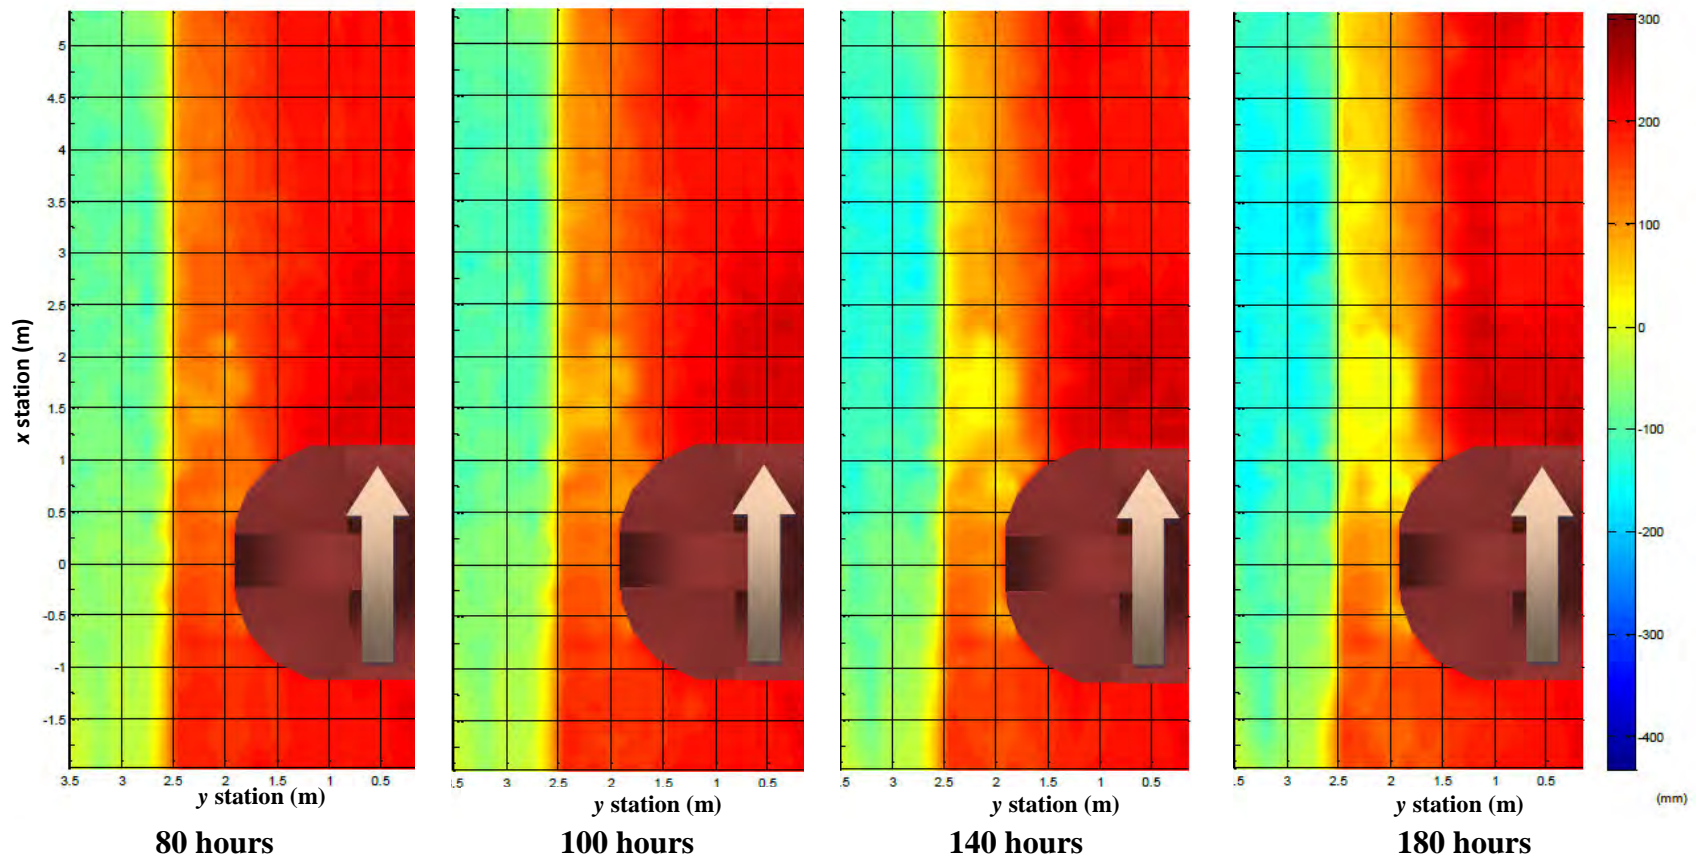 5
4.5
4
3.5
3
2.5
2
1.5
1
0.5
0
-0.5
-1
-1.5
x station (m)
3.5 3 2.5 2 1.5 1 0.5
.5 3 2.5 2 1.5 1 0.5
.5 3 2.5 2 1.5 1 0.5
.5 3 2.5 2 1.5 1 0.5
y station (m)
y station (m)
y station (m)
y station (m)
80 hours
100 hours
140 hours
180 hours
300
200
100
0
-100
-200
-300
-400
(mm)